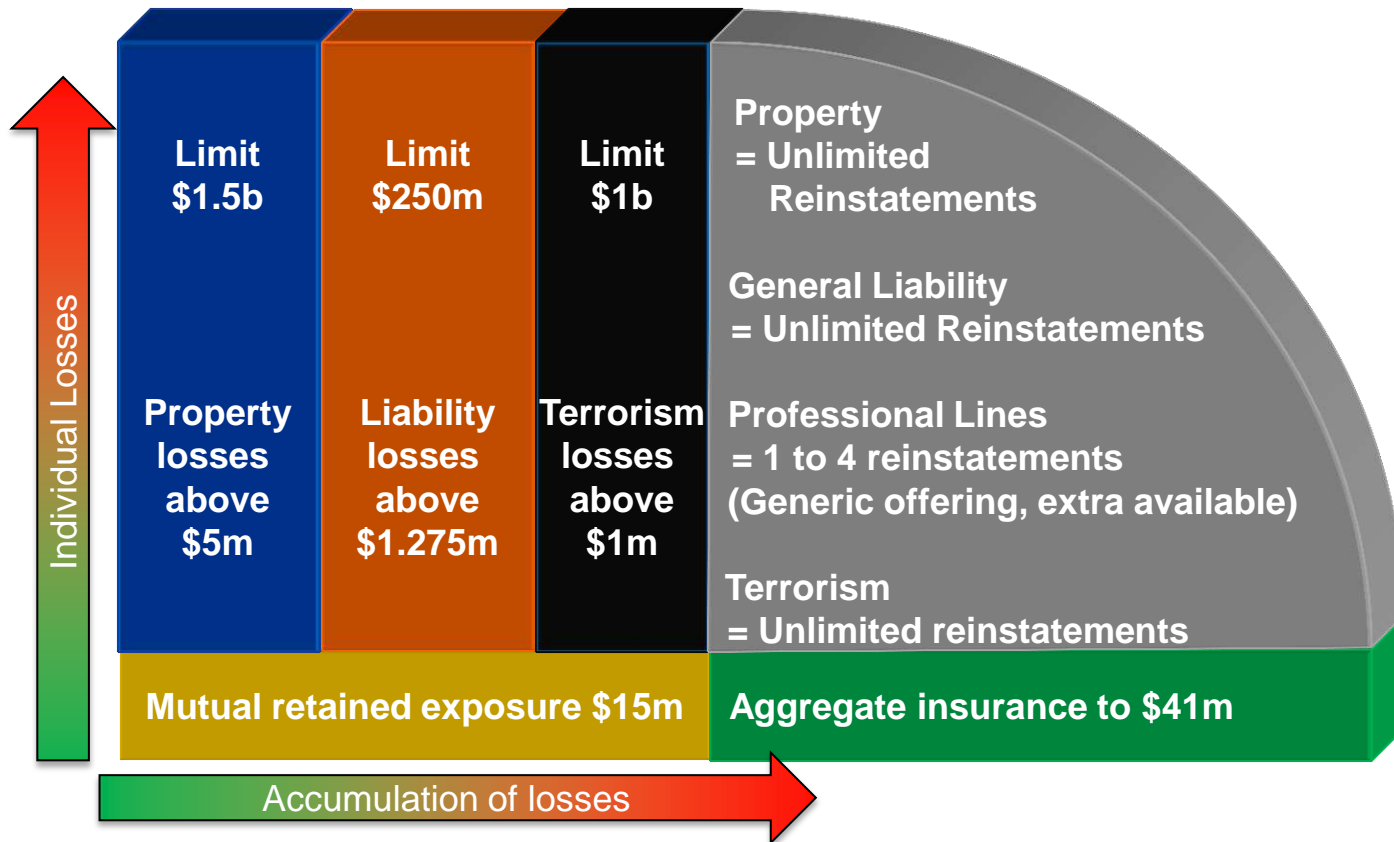 Individual Losses
Limit
$1.5b
Property
losses
above
$5m
Limit
$250m
Liability
losses
above
$1.275m
Limit
$1b
Terrorism
losses
above
$1m
Property
= Unlimited
Reinstatements
General Liability
= Unlimited Reinstatements
Professional Lines
= 1 to 4 reinstatements
(Generic offering, extra available)
Terrorism
= Unlimited reinstatements
Mutual retained exposure $15m
Aggregate insurance to $41m
Accumulation of losses